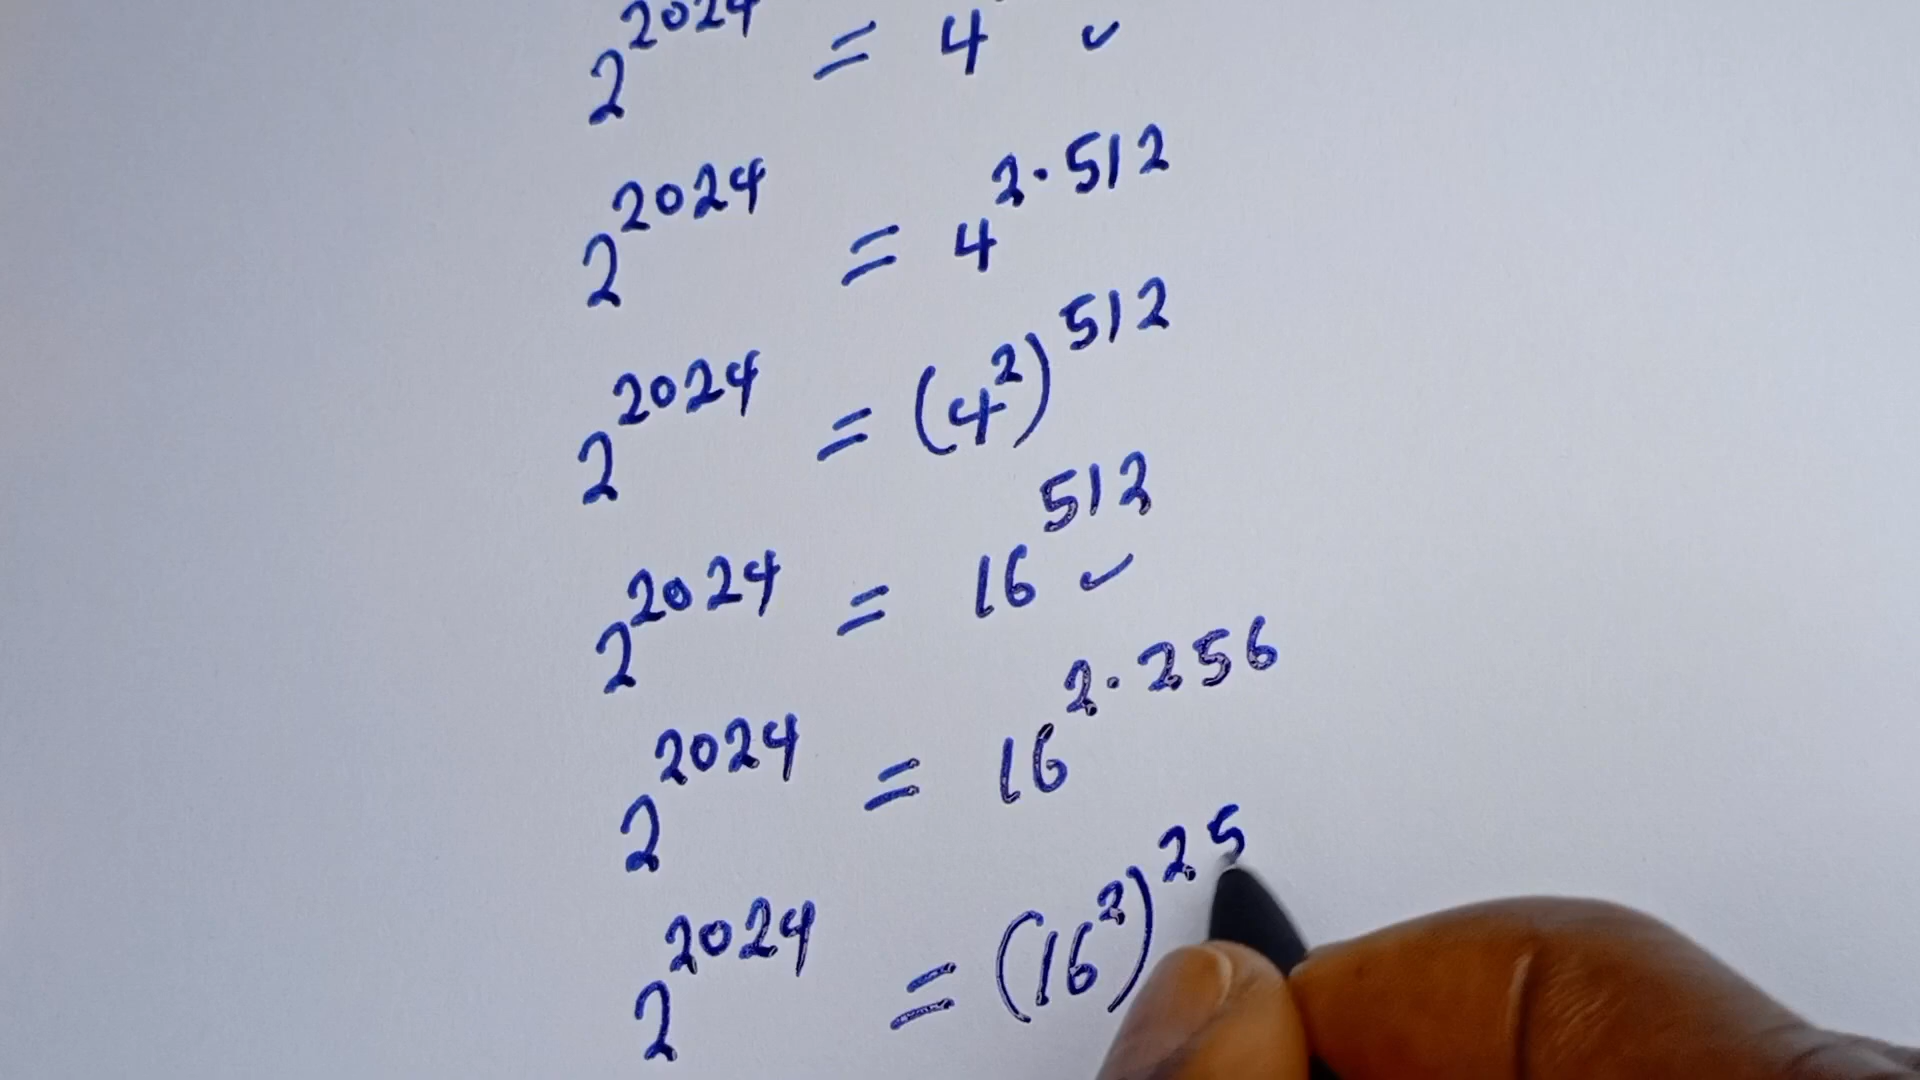 2^2024 = 4 ✓
2^2024 = 4^2·512
2^2024 = (4^2)^512
2^2024 = 16^512 ✓
2^2024 = 16^2·256
2^2024 = (16^2)^25